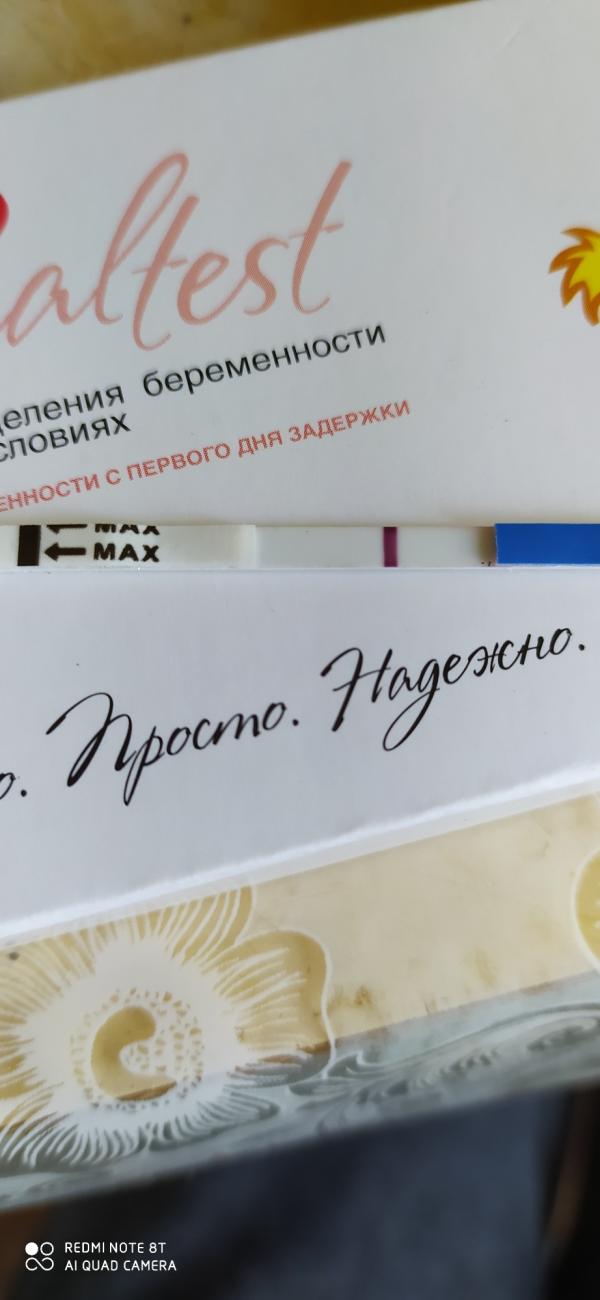 altest
деления беременности
словиях
ЕННОСТИ С ПЕРВОГО ДНЯ ЗАДЕРЖКИ
MAX
MAX
о. Просто. Надежно.
REDMI NOTE 8T
AI QUAD CAMERA